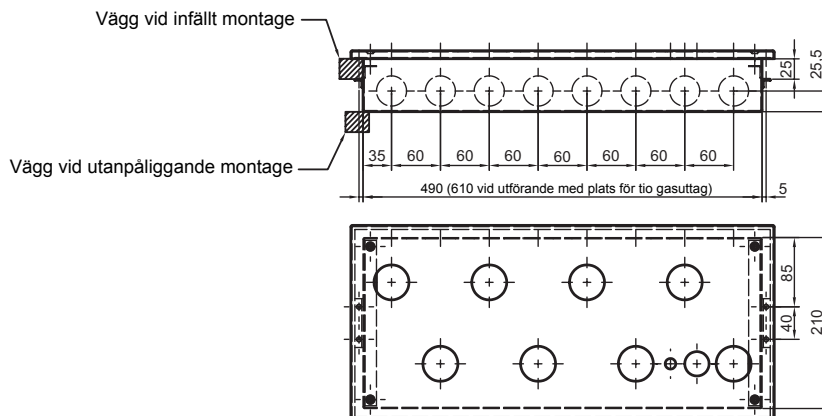 Vägg vid infällt montage
25
25,5
Vägg vid utanpåliggande montage
35 60 60 60 60 60 60 60
490 (610 vid utförande med plats för tio gasuttag) 5
85
40
210